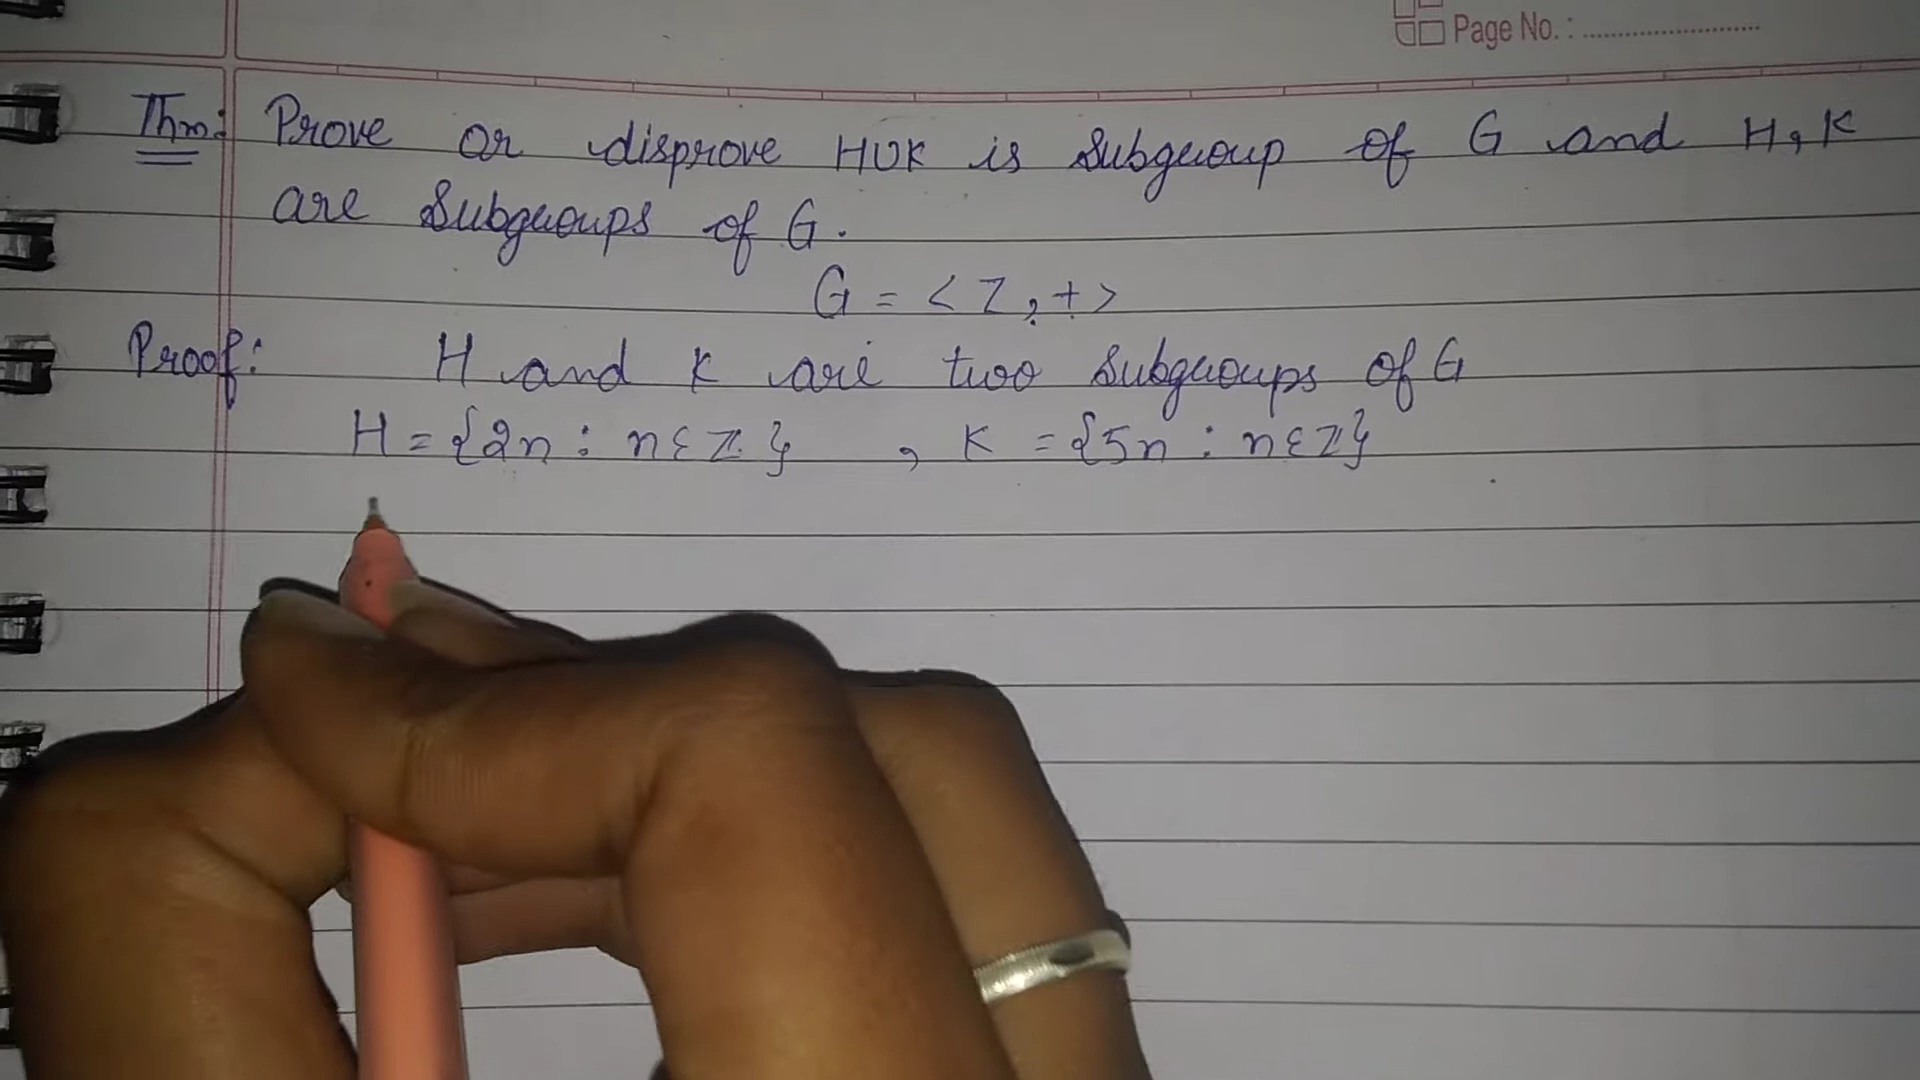 Page No. :
Thm: Prove or disprove HUK is Subgroup of G and H, K
are Subgroups of G.
G = < Z, + >
Proof: H and K are two Subgroups of G
H = {2n : n ε Z } , K = {5n : n ε Z}